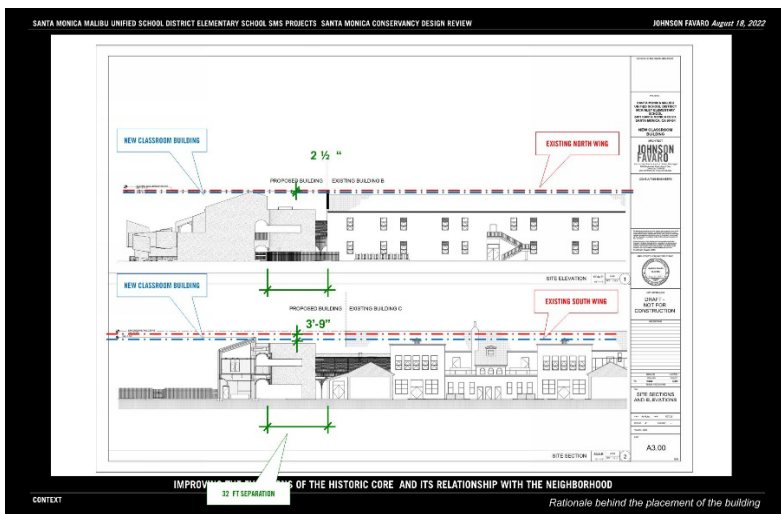 SANTA MONICA MALIBU UNIFIED SCHOOL DISTRICT ELEMENTARY SCHOOL SMS PROJECTS SANTA MONICA CONSERVANCY DESIGN REVIEW
JOHNSON FAVARO August 18, 2022
NEW CLASSROOM BUILDING
2 ½ "
EXISTING NORTH WING
PROPOSED BUILDING
EXISTING BUILDING B
SITE ELEVATION
1
NEW CLASSROOM BUILDING
EXISTING SOUTH WING
PROPOSED BUILDING
EXISTING BUILDING C
3'-9"
SITE SECTION
2
32 FT SEPARATION
NEW CLASSROOM
BUILDING
JOHNSON
FAVARO
DRAFT -
NOT FOR
CONSTRUCTION
SITE SECTIONS
AND ELEVATIONS
A3.00
IMPROVING THE OF THE HISTORIC CORE AND ITS RELATIONSHIP WITH THE NEIGHBORHOOD
CONTEXT
Rationale behind the placement of the building